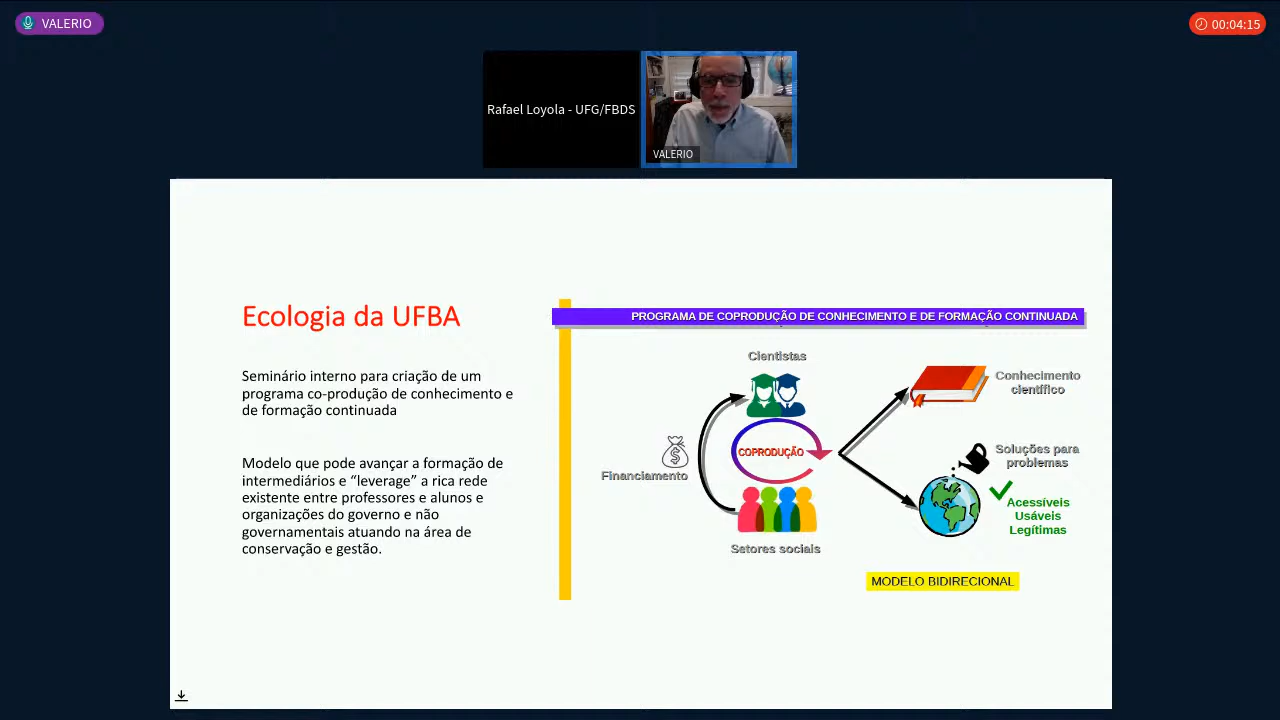 VALERIO
00:04:15
Rafael Loyola - UFG/FBDS
VALERIO
Ecologia da UFBA
Seminário interno para criação de um
programa co-produção de conhecimento e
de formação continuada
Modelo que pode avançar a formação de
intermediários e “leverage” a rica rede
existente entre professores e alunos e
organizações do governo e não
governamentais atuando na área de
conservação e gestão.
PROGRAMA DE COPRODUÇÃO DE CONHECIMENTO E DE FORMAÇÃO CONTINUADA
Cientistas
Conhecimento
científico
COPRODUÇÃO
$
Financiamento
Soluções para
problemas
Acessíveis
Usáveis
Legítimas
Setores sociais
MODELO BIDIRECIONAL